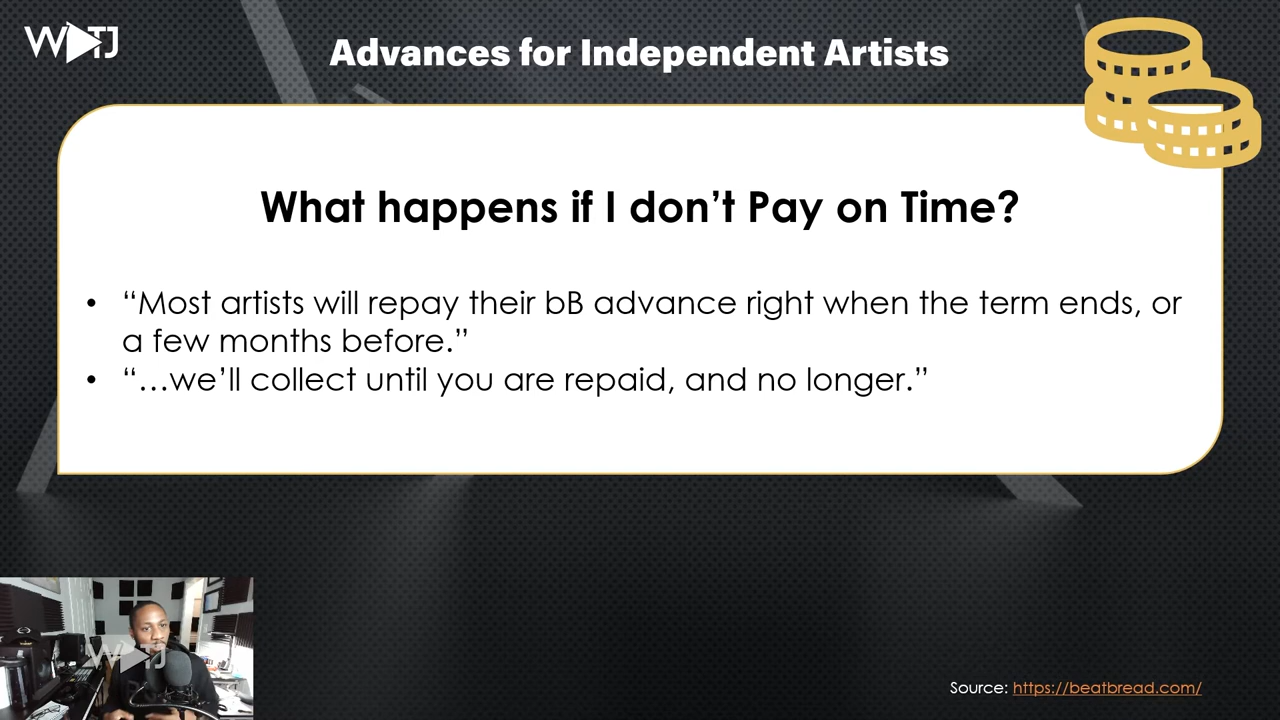 W TJ
Advances for Independent Artists
What happens if I don’t Pay on Time?
• “Most artists will repay their bB advance right when the term ends, or
a few months before.”
• “…we’ll collect until you are repaid, and no longer.”
W TJ
Source: https://beatbread.com/